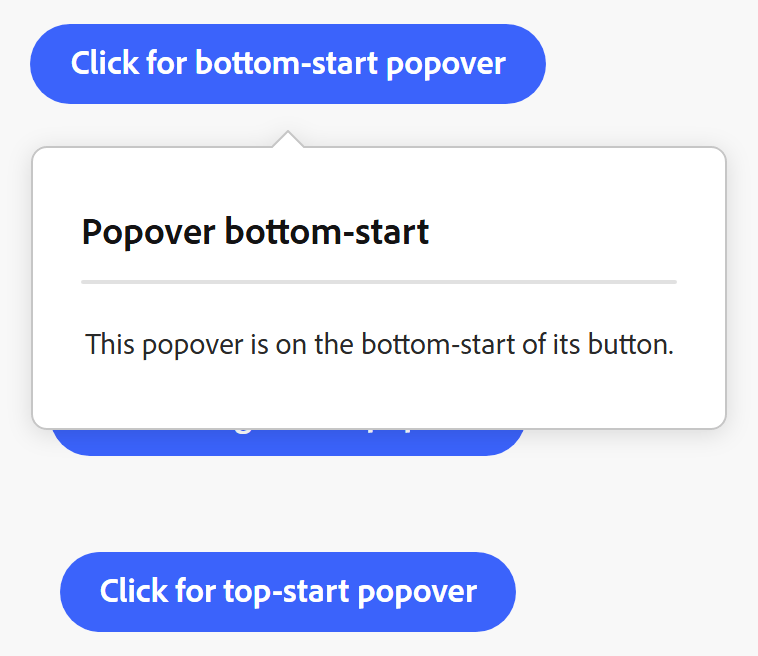 Click for bottom-start popover
Popover bottom-start
This popover is on the bottom-start of its button.
Click for top-start popover